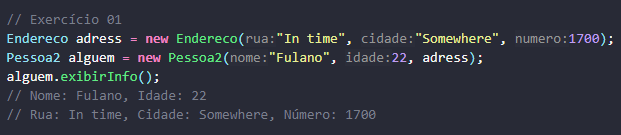 // Exercício 01
Endereco adress = new Endereco(rua:"In time", cidade:"Somewhere", numero:1700);
Pessoa2 alguem = new Pessoa2(nome:"Fulano", idade:22, adress);
alguem.exibirInfo();
// Nome: Fulano, Idade: 22
// Rua: In time, Cidade: Somewhere, Número: 1700